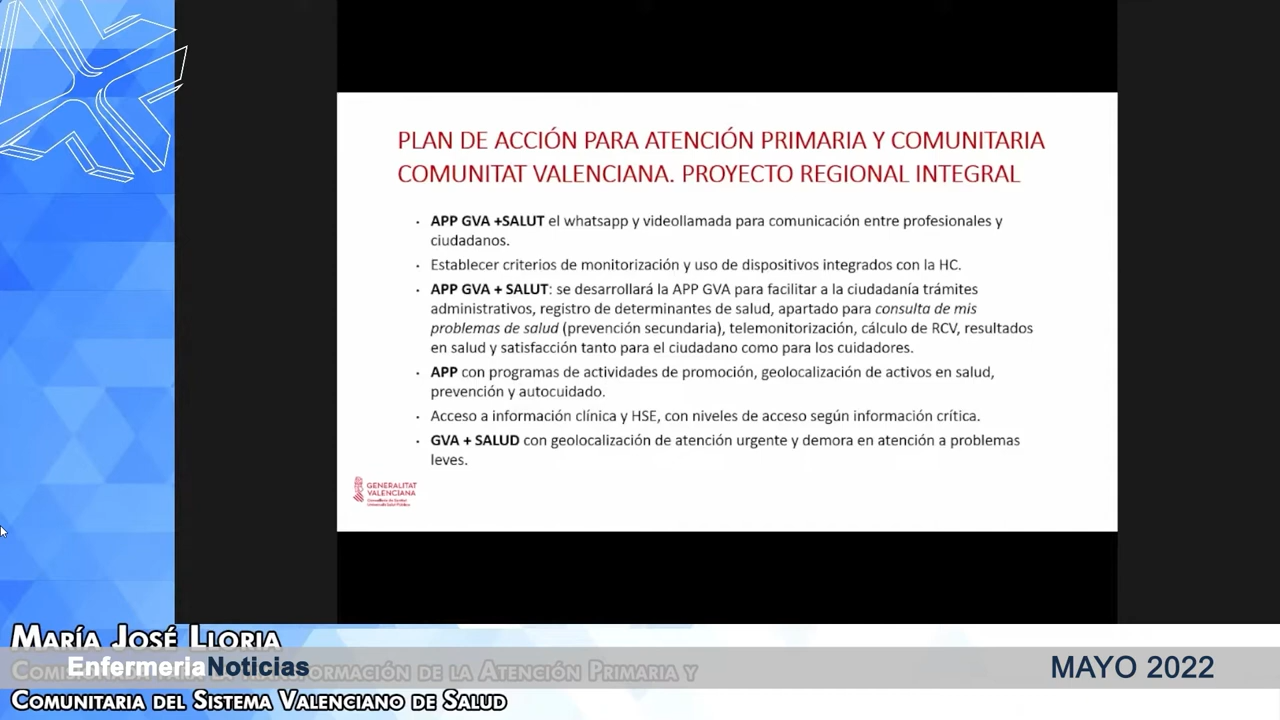 PLAN DE ACCIÓN PARA ATENCIÓN PRIMARIA Y COMUNITARIA
COMUNITAT VALENCIANA. PROYECTO REGIONAL INTEGRAL
· APP GVA +SALUT el whatsapp y videollamada para comunicación entre profesionales y
ciudadanos.
· Establecer criterios de monitorización y uso de dispositivos integrados con la HC.
· APP GVA + SALUT: se desarrollará la APP GVA para facilitar a la ciudadanía trámites
administrativos, registro de determinantes de salud, apartado para consulta de mis
problemas de salud (prevención secundaria), telemonitorización, cálculo de RCV, resultados
en salud y satisfacción tanto para el ciudadano como para los cuidadores.
· APP con programas de actividades de promoción, geolocalización de activos en salud,
prevención y autocuidado.
· Acceso a información clínica y HSE, con niveles de acceso según información crítica.
· GVA + SALUD con geolocalización de atención urgente y demora en atención a problemas
leves.
GENERALITAT
VALENCIANA
MARÍA JOSÉ LLORIA
EnfermeriaNoticias
DE LA ATENCIÓN PRIMARIA Y
COMUNITARIA DEL SISTEMA VALENCIANO DE SALUD
MAYO 2022